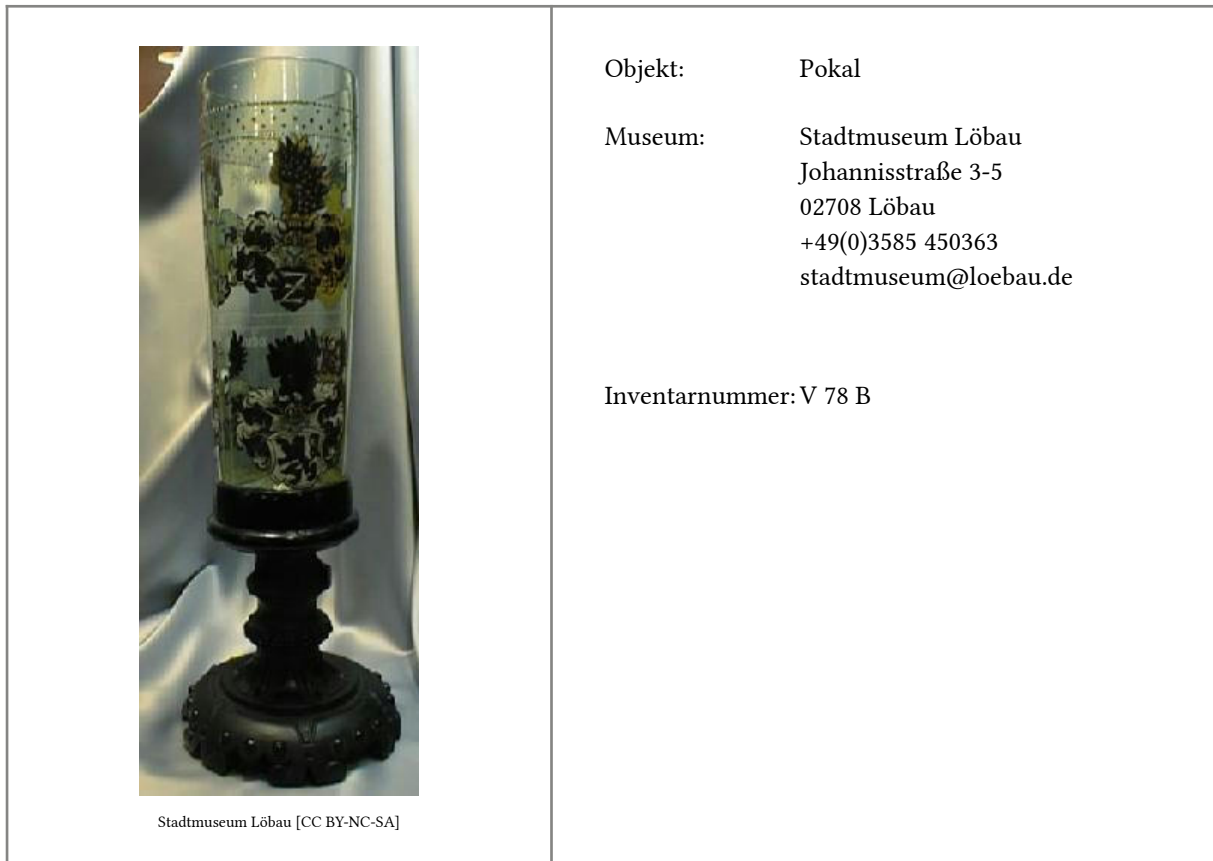 Objekt: Pokal
Museum: Stadtmuseum Löbau
Johannisstraße 3-5
02708 Löbau
+49(0)3585 450363
stadtmuseum@loebau.de
Inventarnummer: V 78 B
Stadtmuseum Löbau [CC BY-NC-SA]